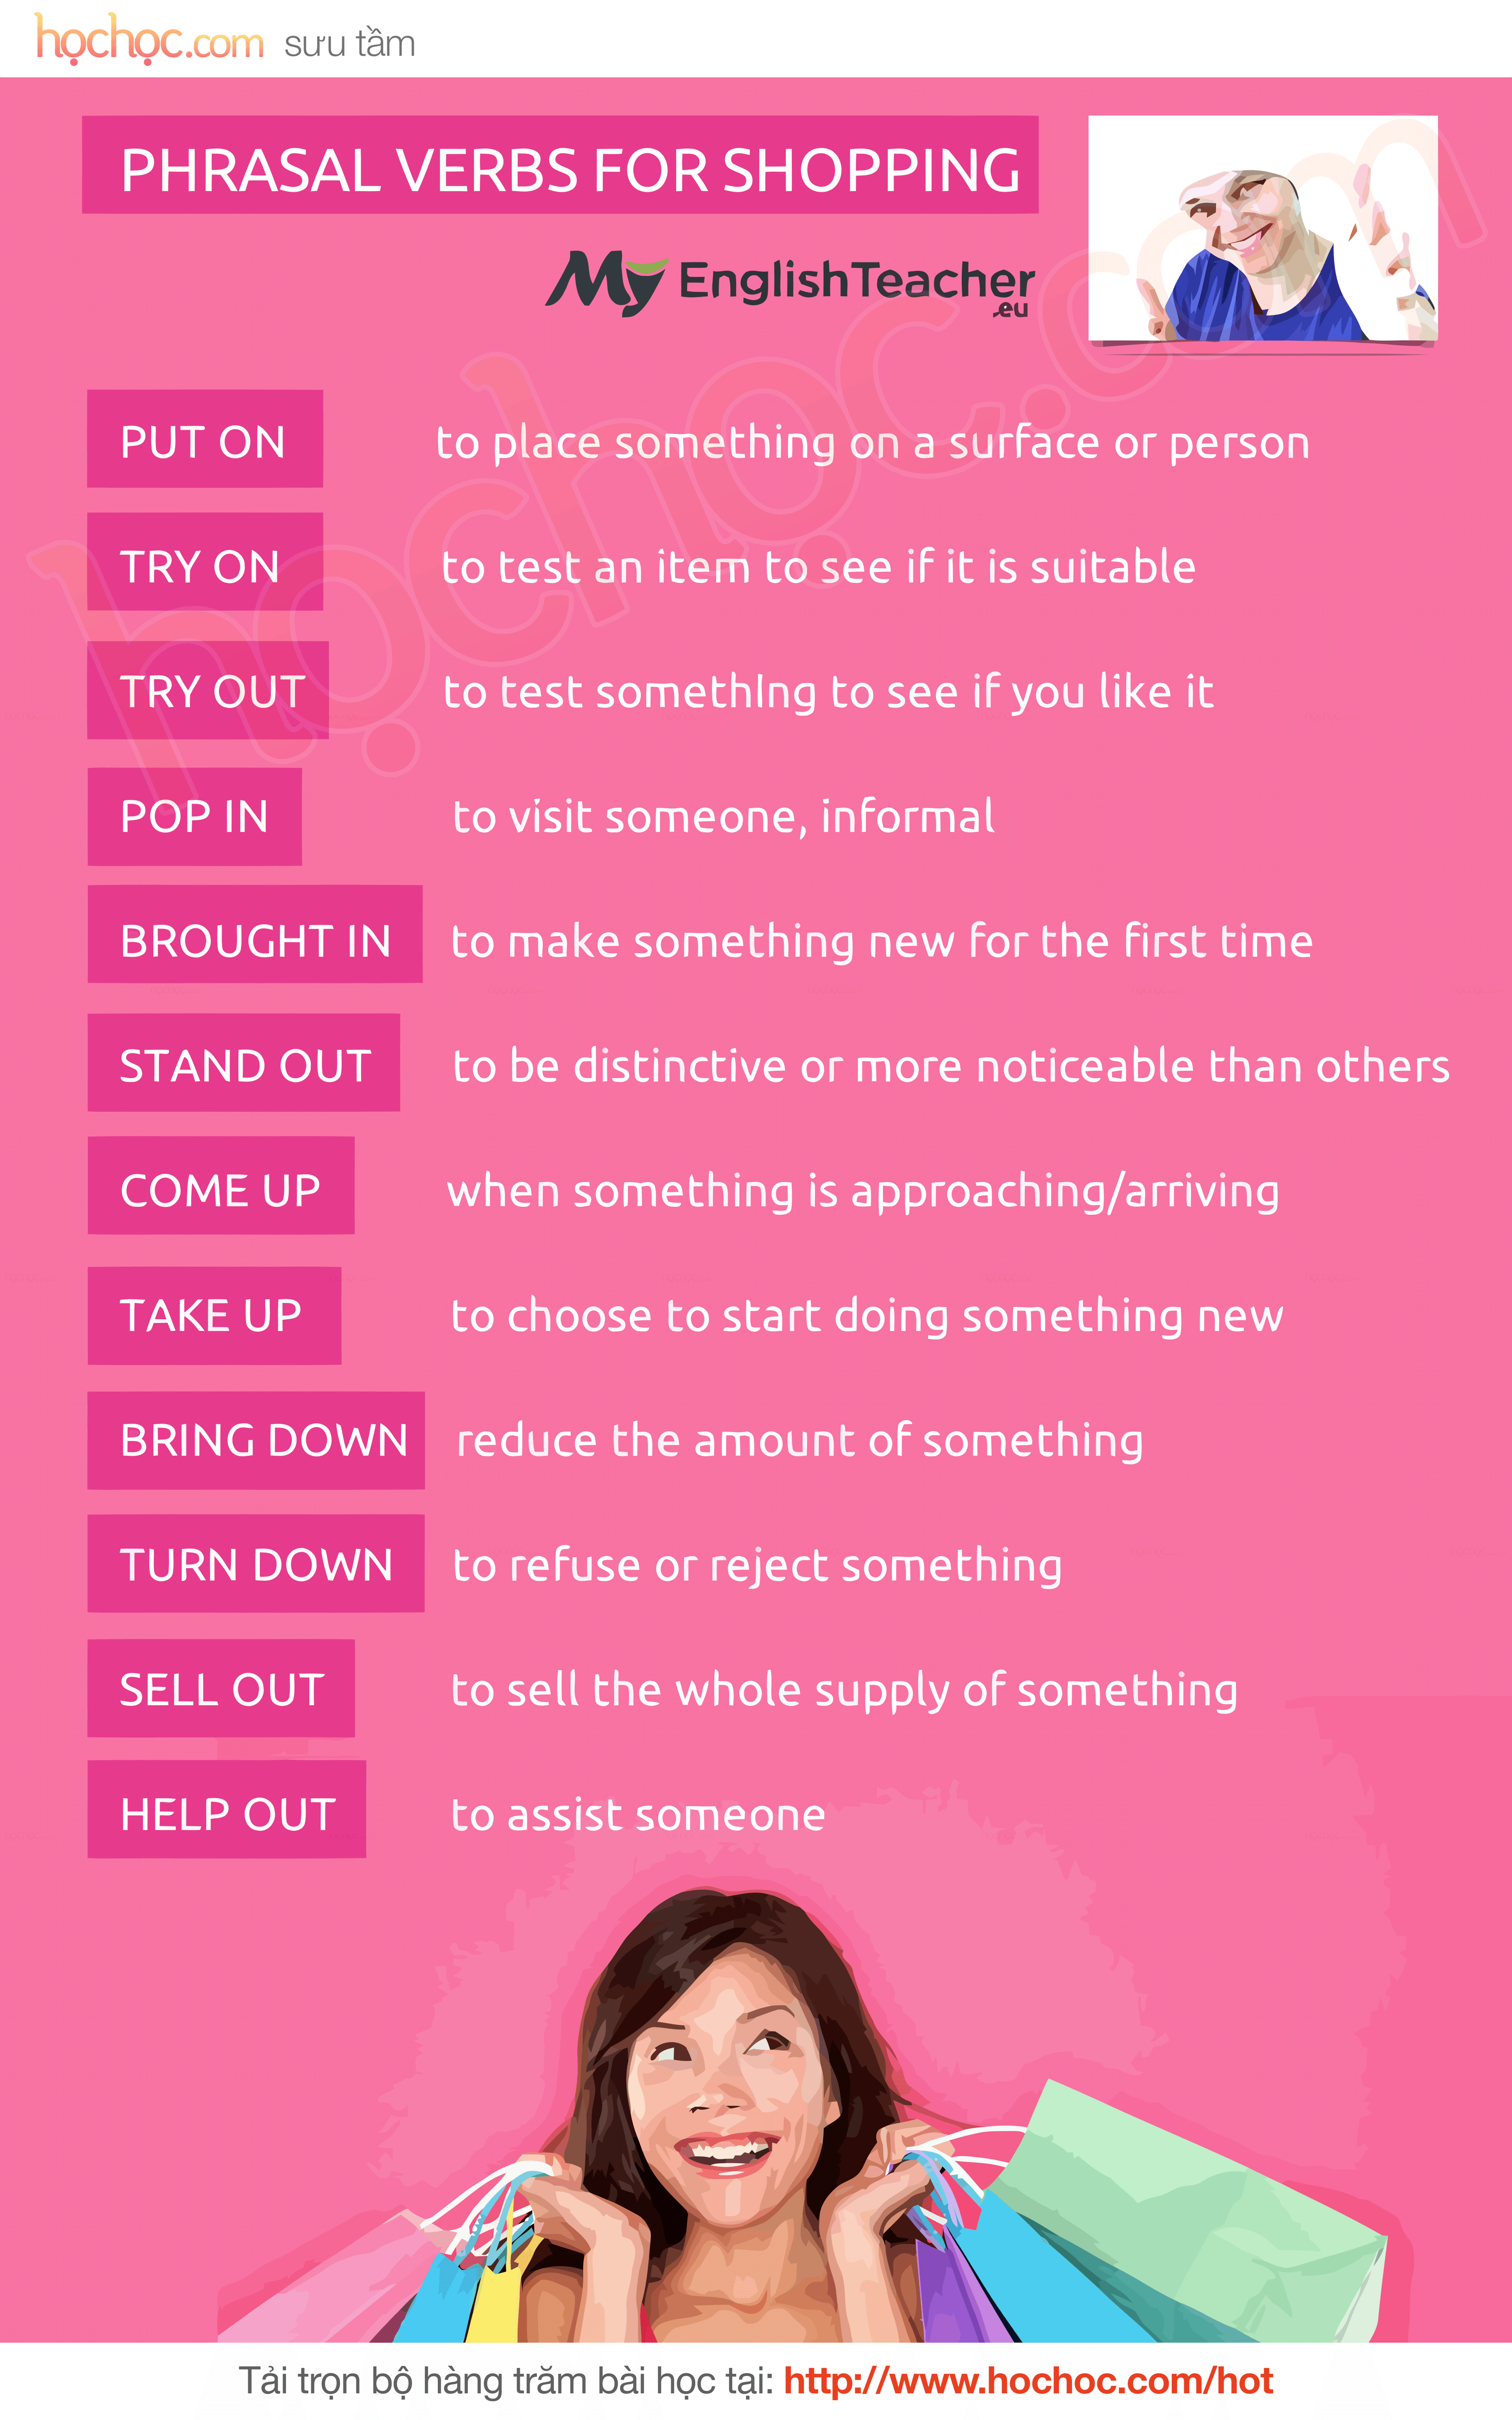 họchọc.com sưu tầm
PHRASAL VERBS FOR SHOPPING
My EnglishTeacher
.eu
PUT ON to place something on a surface or person
TRY ON to test an item to see if it is suitable
TRY OUT to test something to see if you like it
POP IN to visit someone, informal
BROUGHT IN to make something new for the first time
STAND OUT to be distinctive or more noticeable than others
COME UP when something is approaching/arriving
TAKE UP to choose to start doing something new
BRING DOWN reduce the amount of something
TURN DOWN to refuse or reject something
SELL OUT to sell the whole supply of something
HELP OUT to assist someone
họchọc.com
Tải trọn bộ hàng trăm bài học tại: http://www.hochoc.com/hot